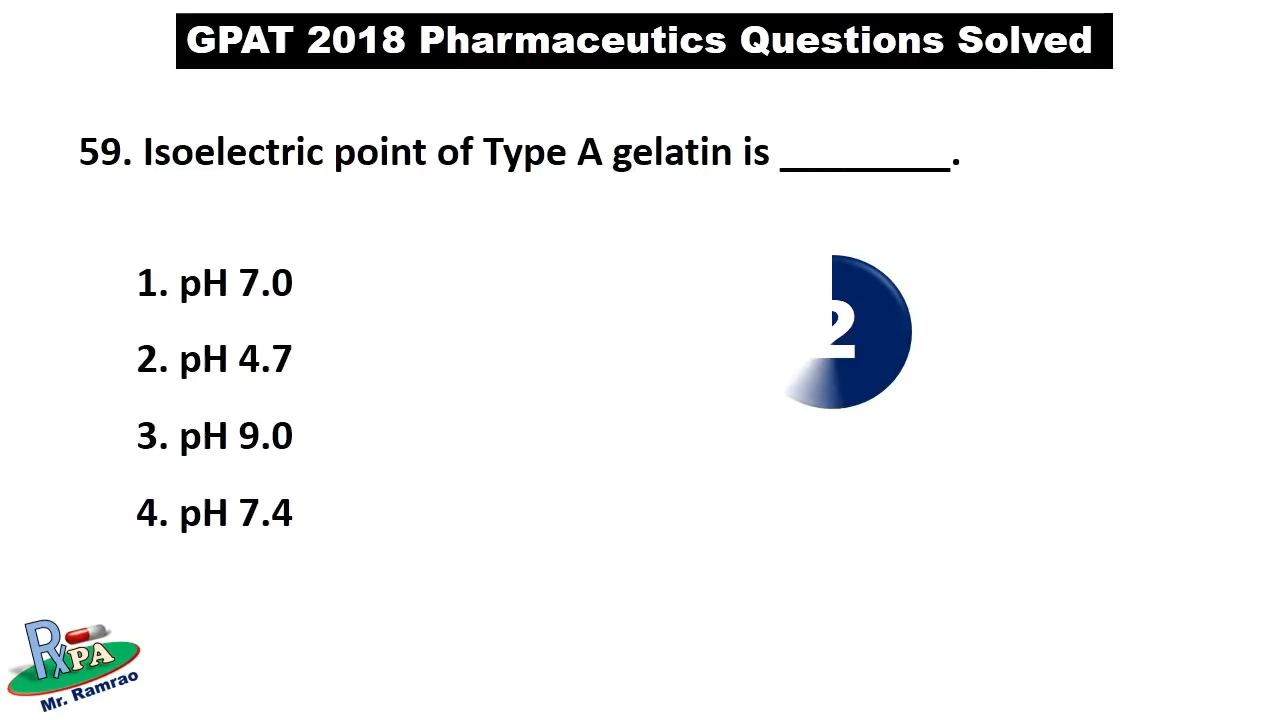 GPAT 2018 Pharmaceutics Questions Solved
59. Isoelectric point of Type A gelatin is ________.
1. pH 7.0
2. pH 4.7
2
3. pH 9.0
4. pH 7.4
Rx PA
Mr. Ramrao